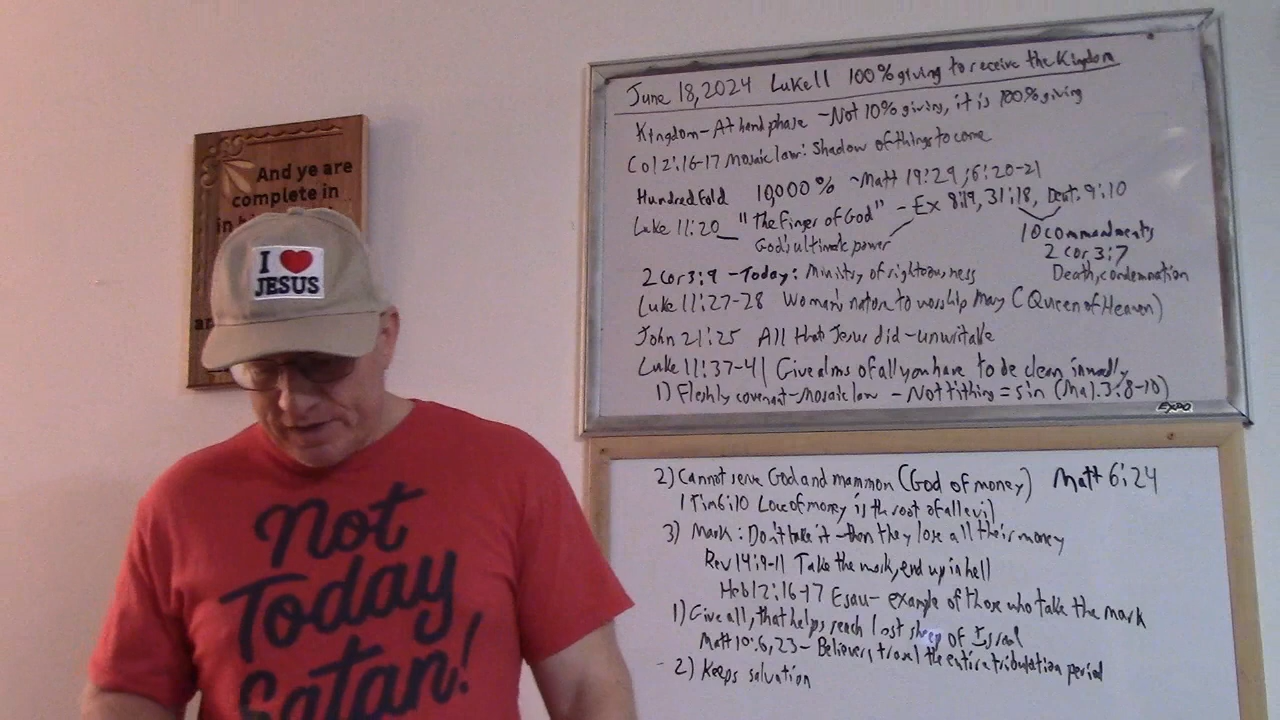 And ye are
complete in
in h
I ❤ JESUS
Not
Today
Satan!
June 18, 2024 Luke 11 100% giving to receive the Kingdom
Kingdom - At hand phase - Not 10% giving, it is 100% giving
Col 2:16-17 Mosaic law: Shadow of things to come
Hundred fold 10,000% - Matt 19:29; 6:20-21
Luke 11:20 "The Finger of God" - Ex 8:19, 31:18, Deut. 9:10
God's ultimate power
10 commandments
2 Cor 3:7
Death, condemnation
2 Cor 3:9 - Today: Ministry of righteousness
Luke 11:27-28 Woman's nature to worship Mary (Queen of Heaven)
John 21:25 All that Jesus did - unwritable
Luke 11:37-41 Give alms of all you have to be clean inwardly
1) Fleshly covenant - Mosaic law - Not tithing = sin (Mal. 3:8-10)
EXPO
2) Cannot serve God and mammon (God of money) Matt 6:24
1 Tim 6:10 Love of money is the root of all evil
3) Mark: Don't take it - then they lose all their money
Rev 14:9-11 Take the mark, end up in hell
Heb 12:16-17 Esau - example of those who take the mark
1) Give all, that helps reach lost sheep of Israel
Matt 10:6, 23 - Believers travel the entire tribulation period
2) Keeps salvation